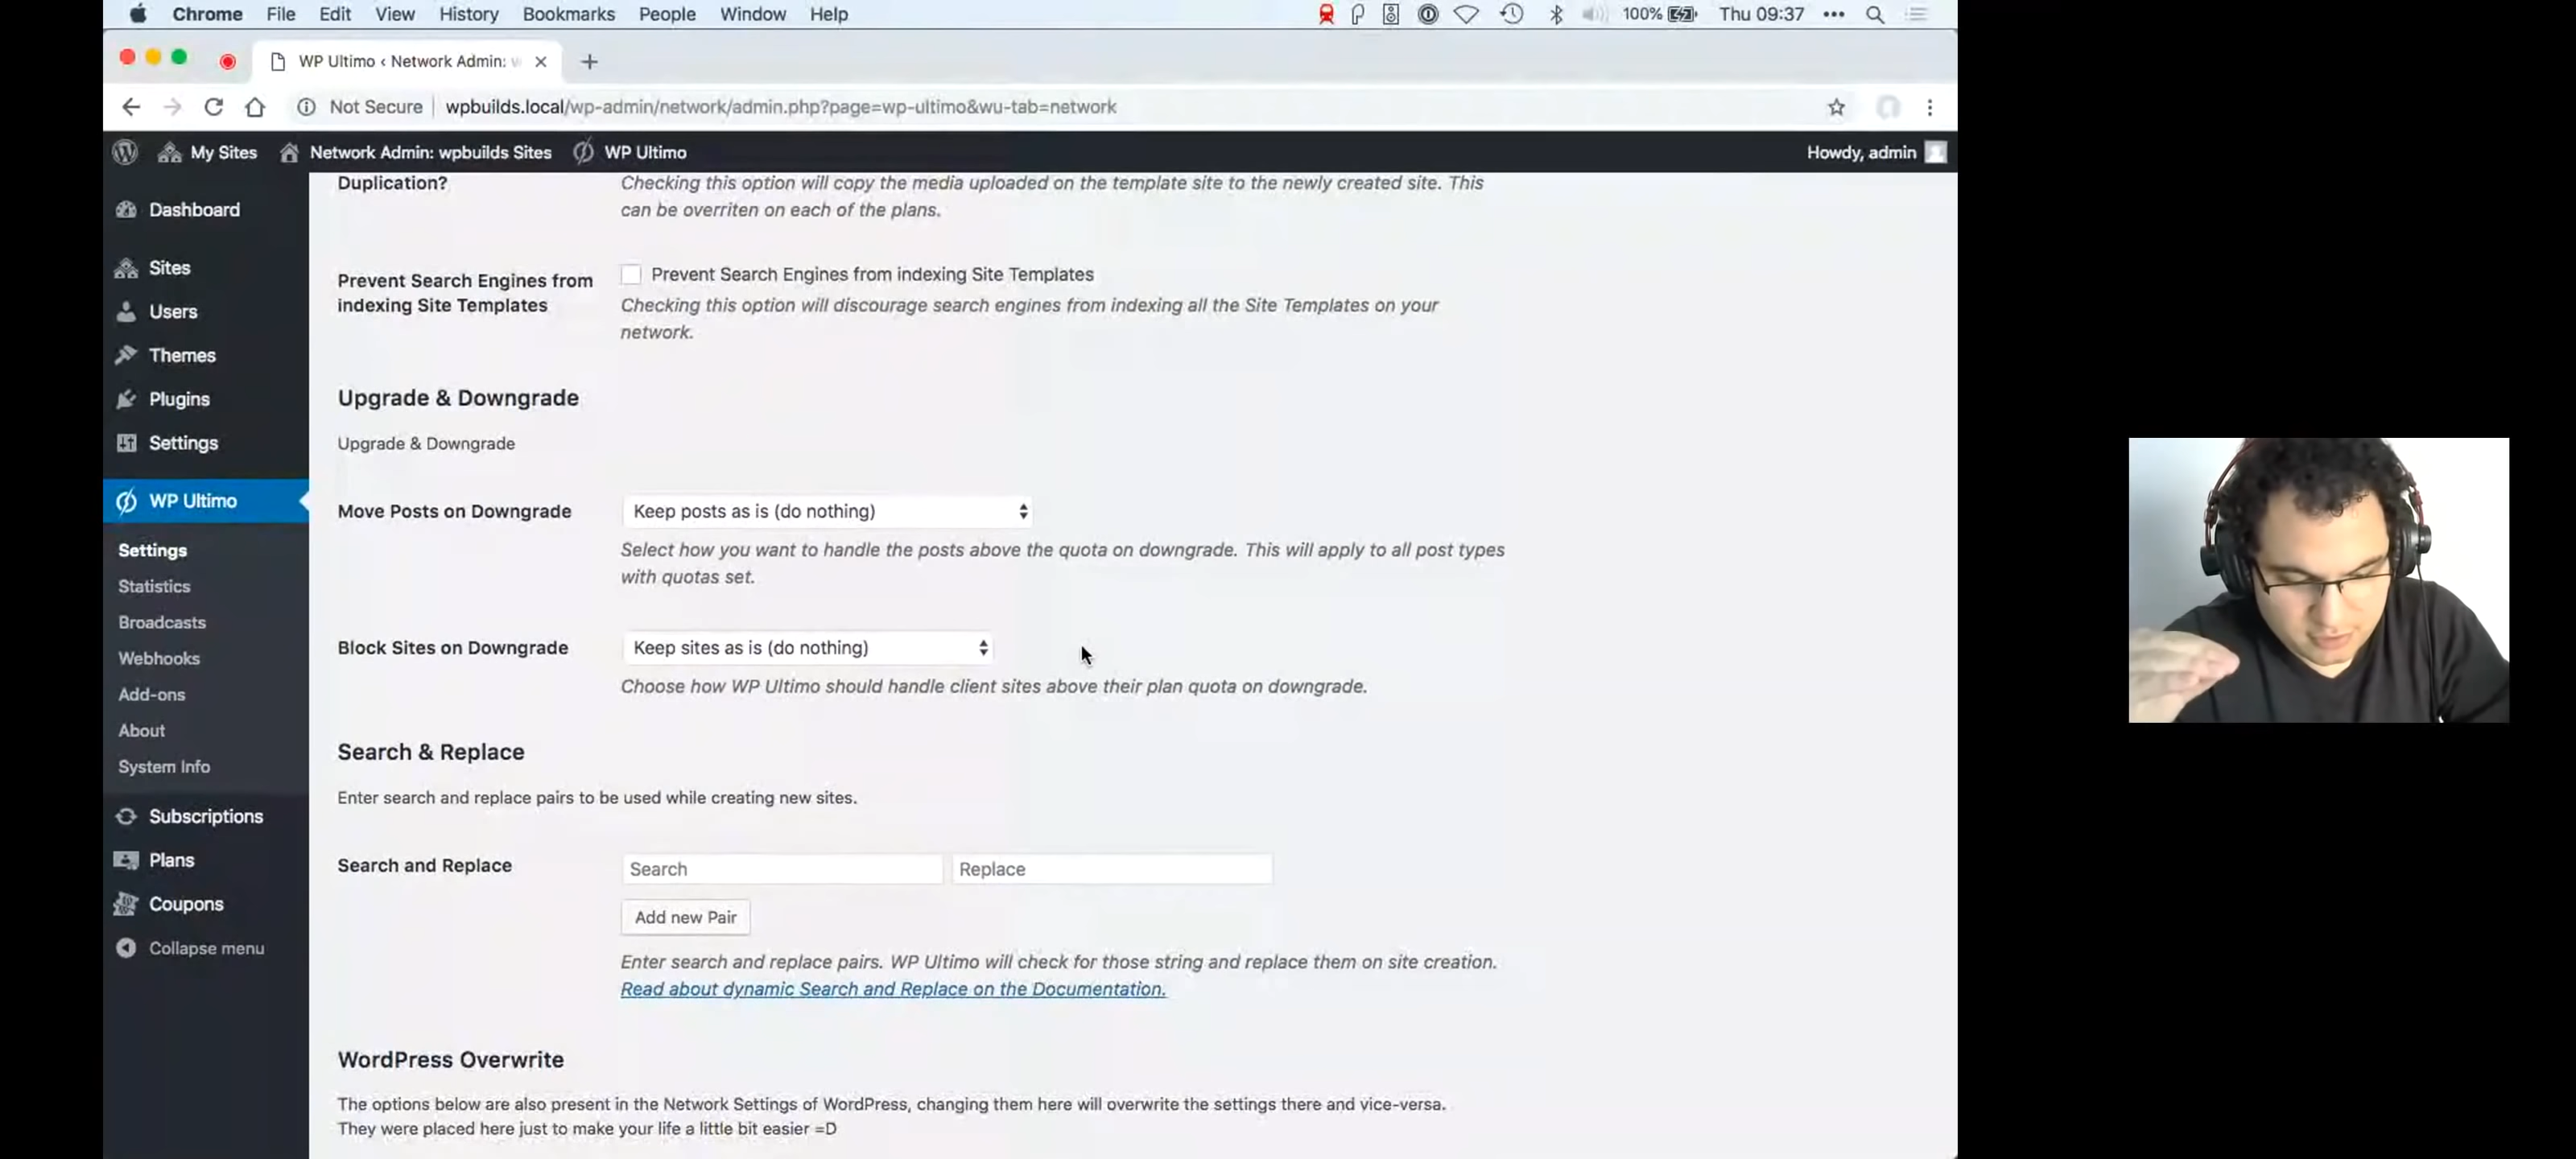 Chrome File Edit View History Bookmarks People Window Help 100% Thu 09:37
WP Ultimo ‹ Network Admin: w
Not Secure wpbuilds.local/wp-admin/network/admin.php?page=wp-ultimo&wu-tab=network
My Sites Network Admin: wpbuilds Sites WP Ultimo Howdy, admin
Dashboard
Sites
Users
Themes
Plugins
Settings
WP Ultimo
Settings
Statistics
Broadcasts
Webhooks
Add-ons
About
System Info
Subscriptions
Plans
Coupons
Collapse menu
Duplication?
Checking this option will copy the media uploaded on the template site to the newly created site. This
can be overriten on each of the plans.
Prevent Search Engines from
indexing Site Templates
Prevent Search Engines from indexing Site Templates
Checking this option will discourage search engines from indexing all the Site Templates on your
network.
Upgrade & Downgrade
Upgrade & Downgrade
Move Posts on Downgrade
Keep posts as is (do nothing)
Select how you want to handle the posts above the quota on downgrade. This will apply to all post types
with quotas set.
Block Sites on Downgrade
Keep sites as is (do nothing)
Choose how WP Ultimo should handle client sites above their plan quota on downgrade.
Search & Replace
Enter search and replace pairs to be used while creating new sites.
Search and Replace
Search Replace
Add new Pair
Enter search and replace pairs. WP Ultimo will check for those string and replace them on site creation.
Read about dynamic Search and Replace on the Documentation.
WordPress Overwrite
The options below are also present in the Network Settings of WordPress, changing them here will overwrite the settings there and vice-versa.
They were placed here just to make your life a little bit easier =D